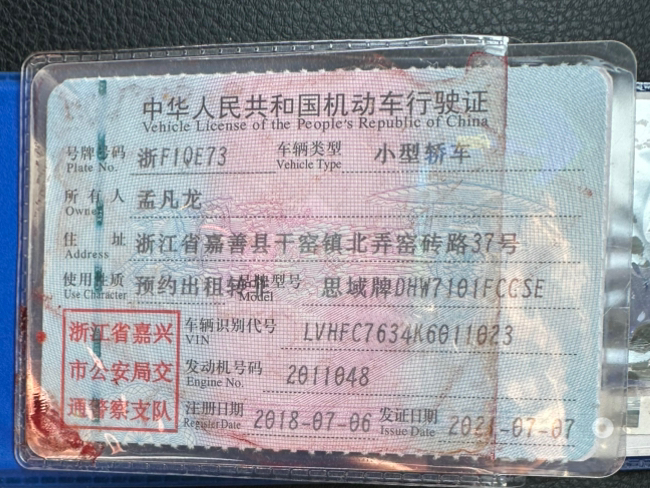 中华人民共和国机动车行驶证
Vehicle License of the People's Republic of China
号牌号码 浙F1QE73 车辆类型 小型轿车
Plate No. Vehicle Type
所有人 孟凡龙
Owner
住址 浙江省嘉善县干窑镇北弄窑砖路37号
Address
使用性质 预约出租转非 品牌型号 思域牌DHW7101FCCSE
Use Character Model
浙江省嘉兴
市公安局交
通警察支队
车辆识别代号 LVHFC7634K6011023
VIN
发动机号码 2011048
Engine No.
注册日期 2018-07-06 发证日期 2021-07-07
Register Date Issue Date